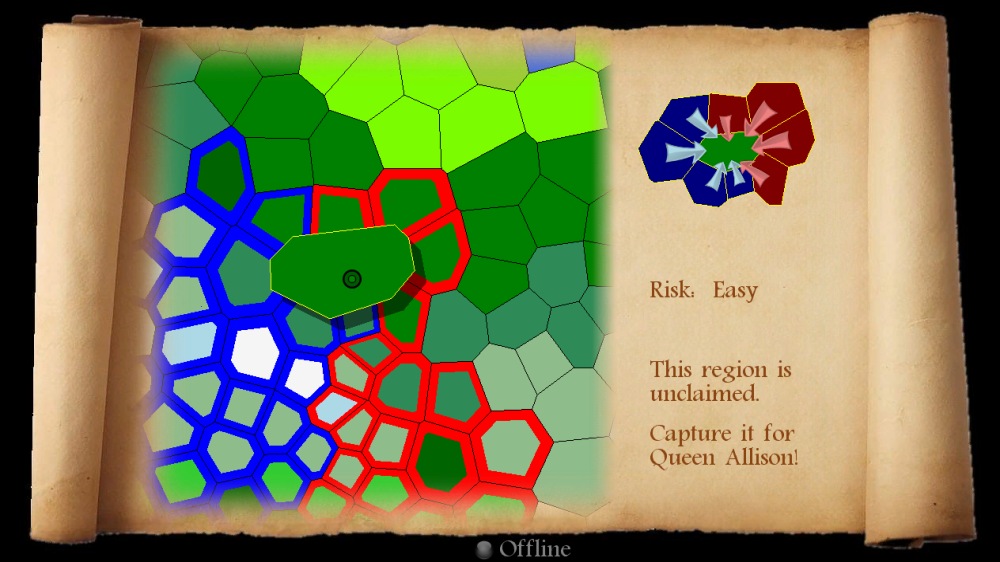 Risk: Easy
This region is
unclaimed.
Capture it for
Queen Allison!
Offline